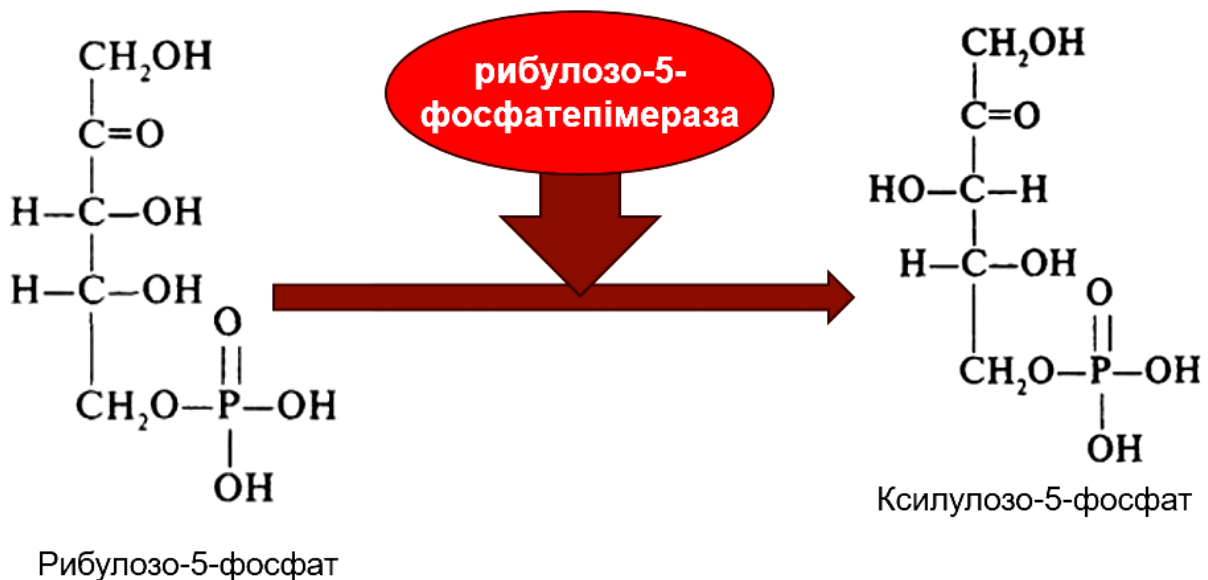 CH₂OH
C=O
H—C—OH
H—C—OH
O
CH₂O—P—OH
OH
Рибулозо-5-фосфат
рибулозо-5-
фосфатепімераза
CH₂OH
C=O
HO—C—H
H—C—OH
O
CH₂O—P—OH
OH
Ксилулозо-5-фосфат